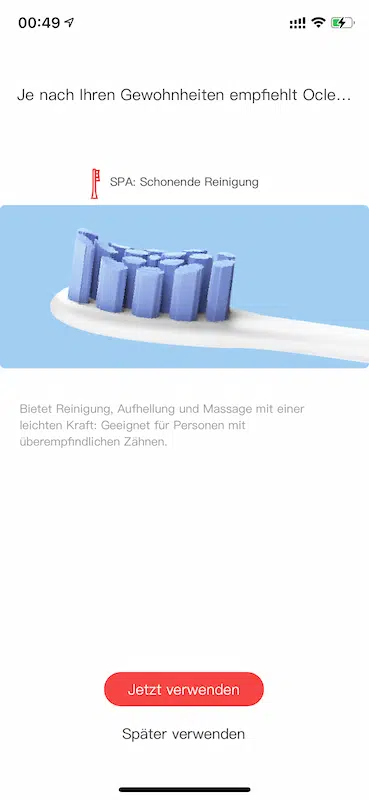 00:49
Je nach Ihren Gewohnheiten empfiehlt Ocle...
SPA: Schonende Reinigung
Bietet Reinigung, Aufhellung und Massage mit einer
leichten Kraft: Geeignet für Personen mit
überempfindlichen Zähnen.
Jetzt verwenden
Später verwenden